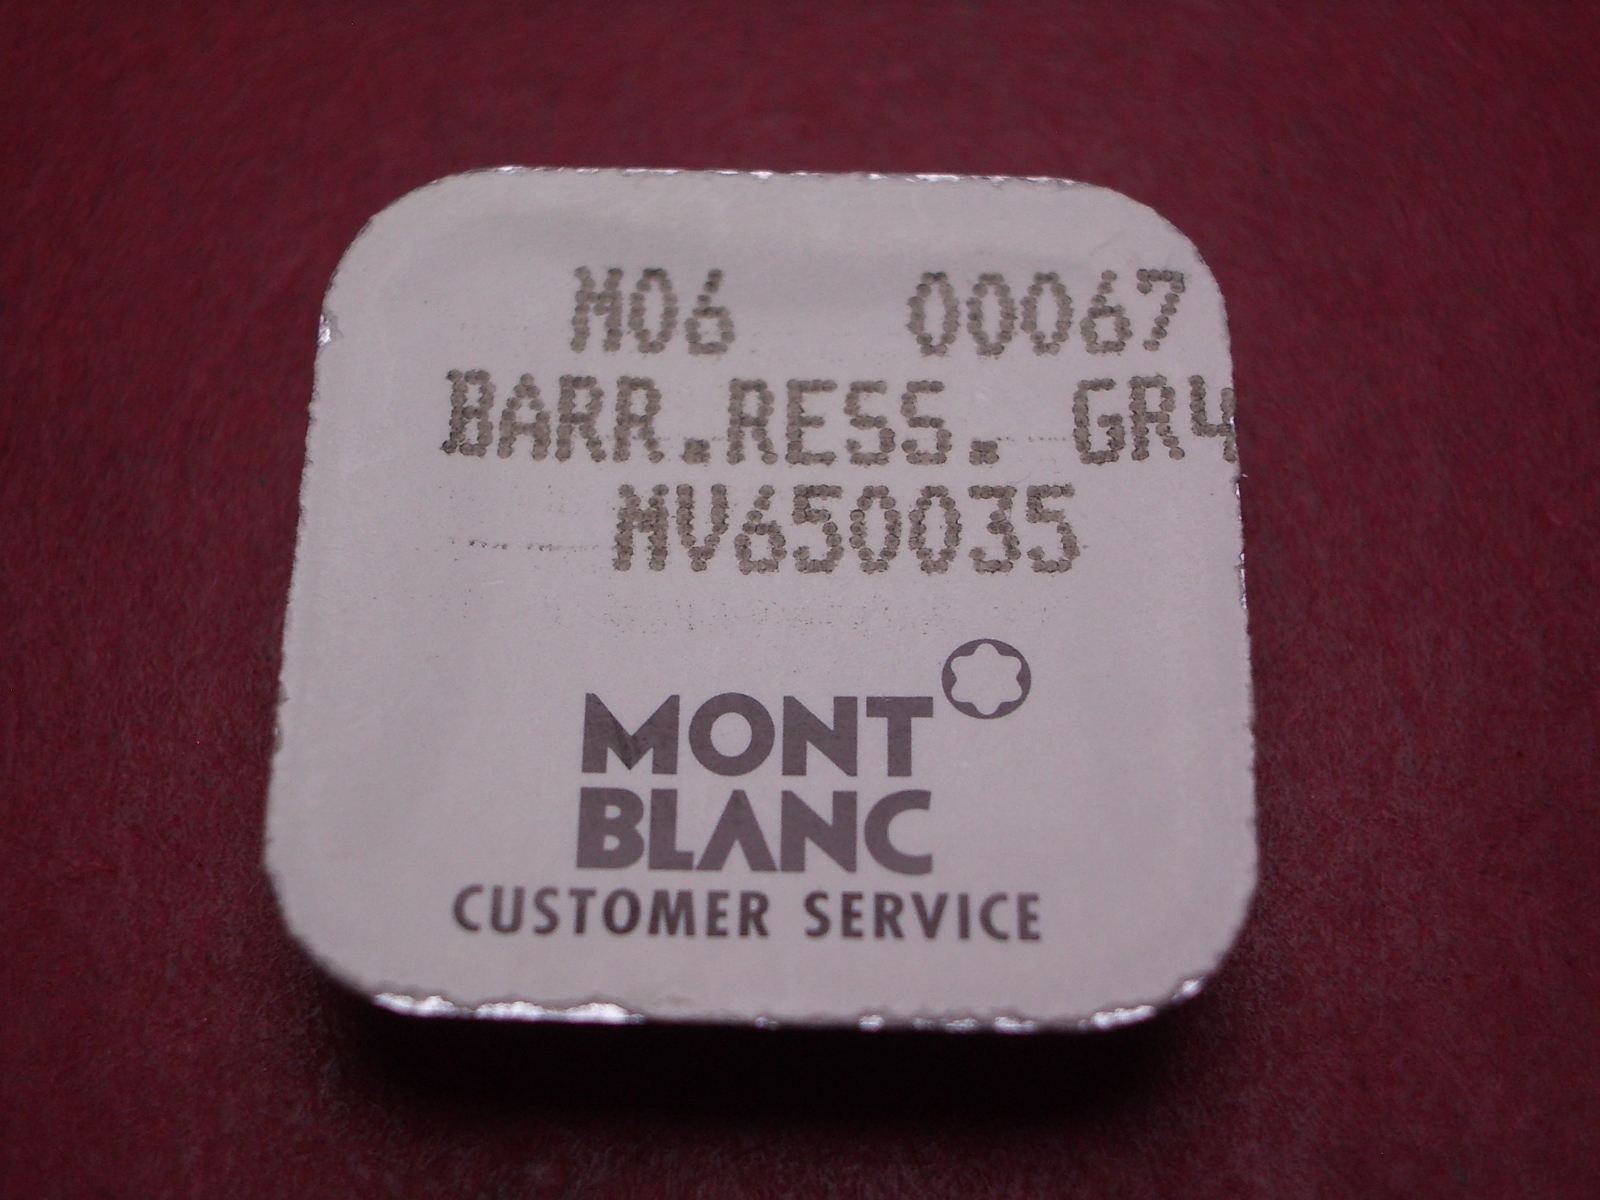 M06 00067
BARR.RESS. GR4
MV650035
MONT
BLANC
CUSTOMER SERVICE